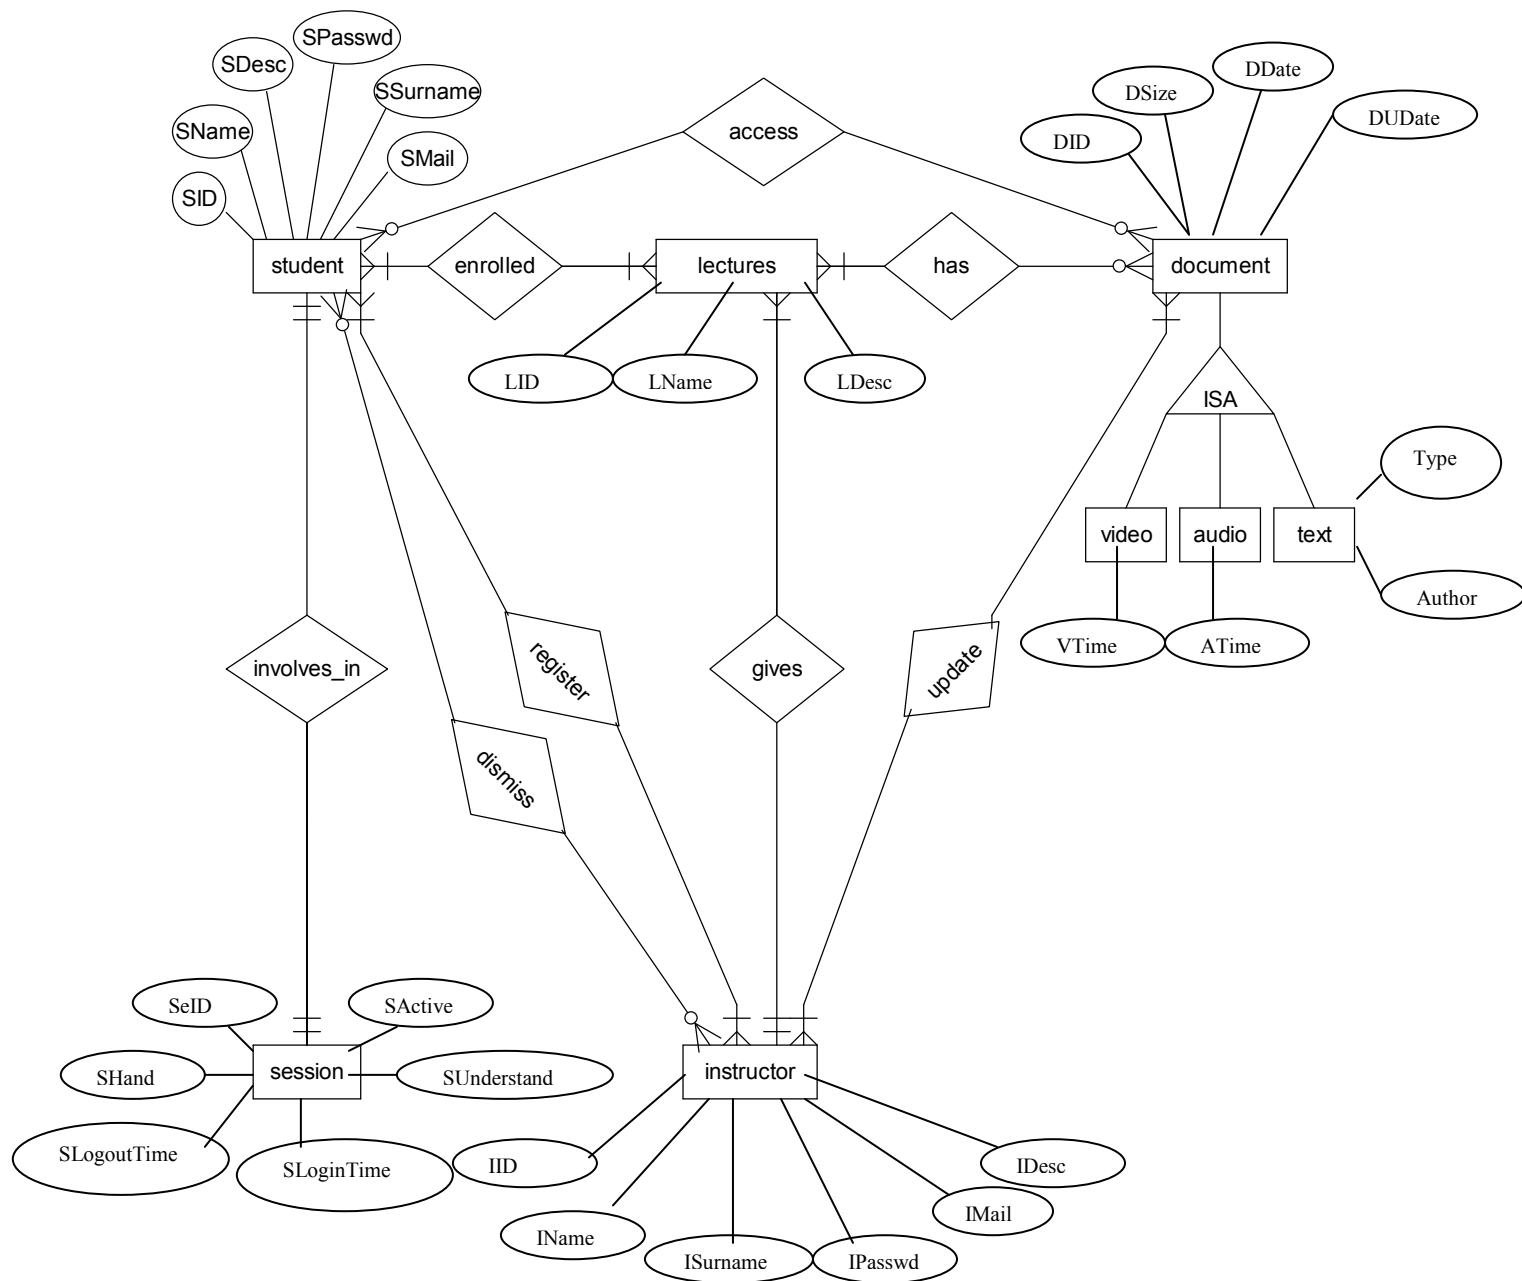 SPasswd
SDesc
DDate
DSize
SSurname
DUDate
SName
access
DID
SMail
SID
student
enrolled
lectures
has
document
LID
LName
LDesc
ISA
Type
video
audio
text
Author
VTime
ATime
involves_in
register
gives
update
dismiss
SeID
SActive
SHand
session
SUnderstand
instructor
SLogoutTime
SLoginTime
IID
IDesc
IMail
IName
ISurname
IPasswd